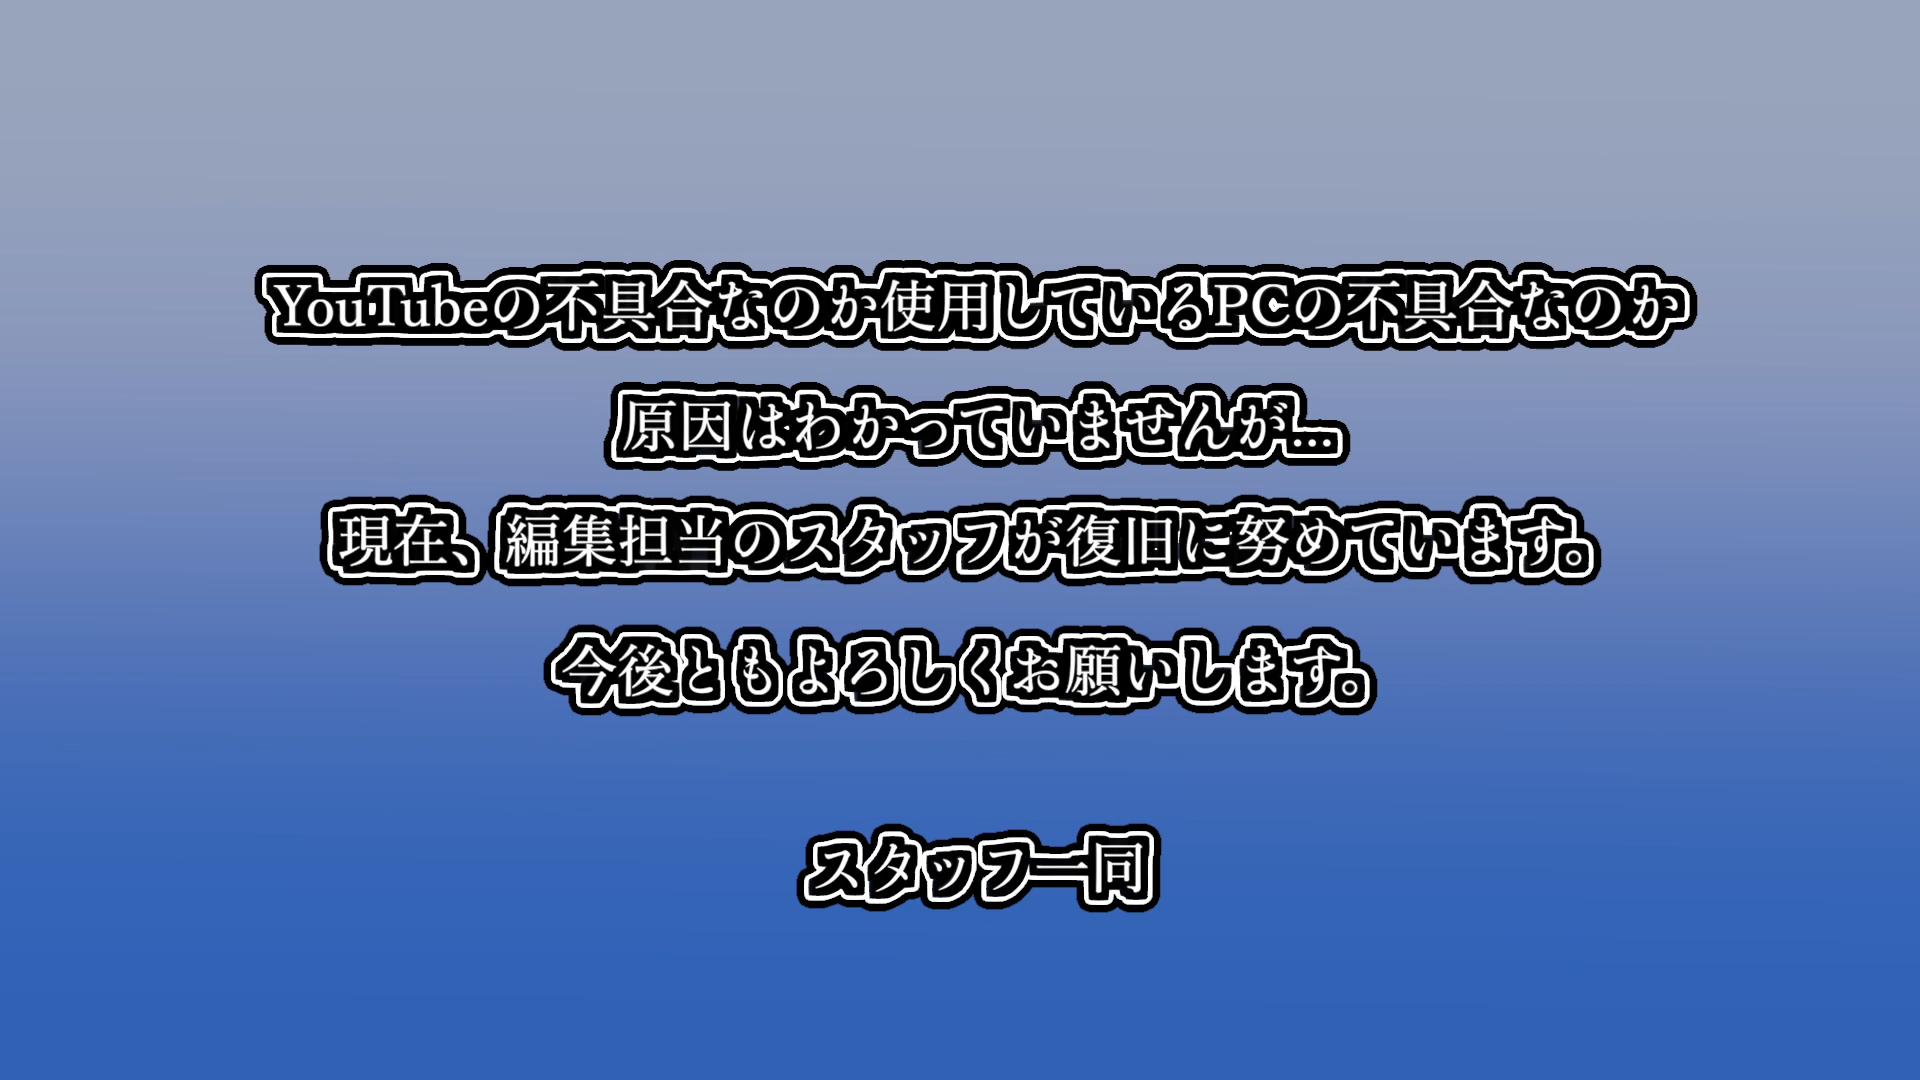 YouTubeの不具合なのか使用しているPCの不具合なのか
原因はわかっていませんが...
現在、編集担当のスタッフが復旧に努めています。
今後ともよろしくお願いします。
スタッフ一同